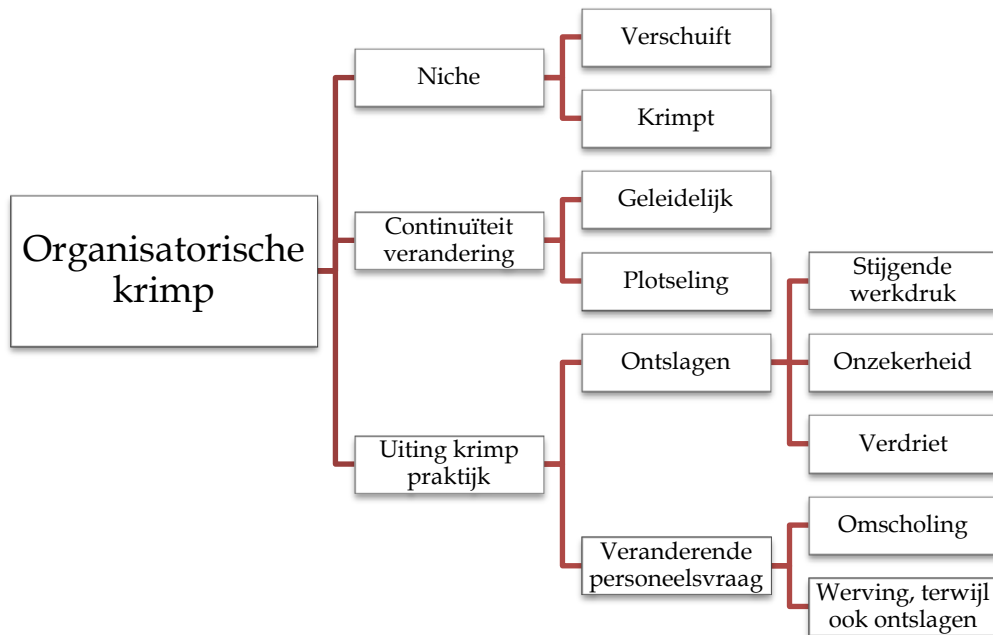 Organisatorische
krimp
Niche
Verschuift
Krimpt
Continuïteit
verandering
Geleidelijk
Plotseling
Uiting krimp
praktijk
Ontslagen
Stijgende
werkdruk
Onzekerheid
Verdriet
Veranderende
personeelsvraag
Omscholing
Werving, terwijl
ook ontslagen